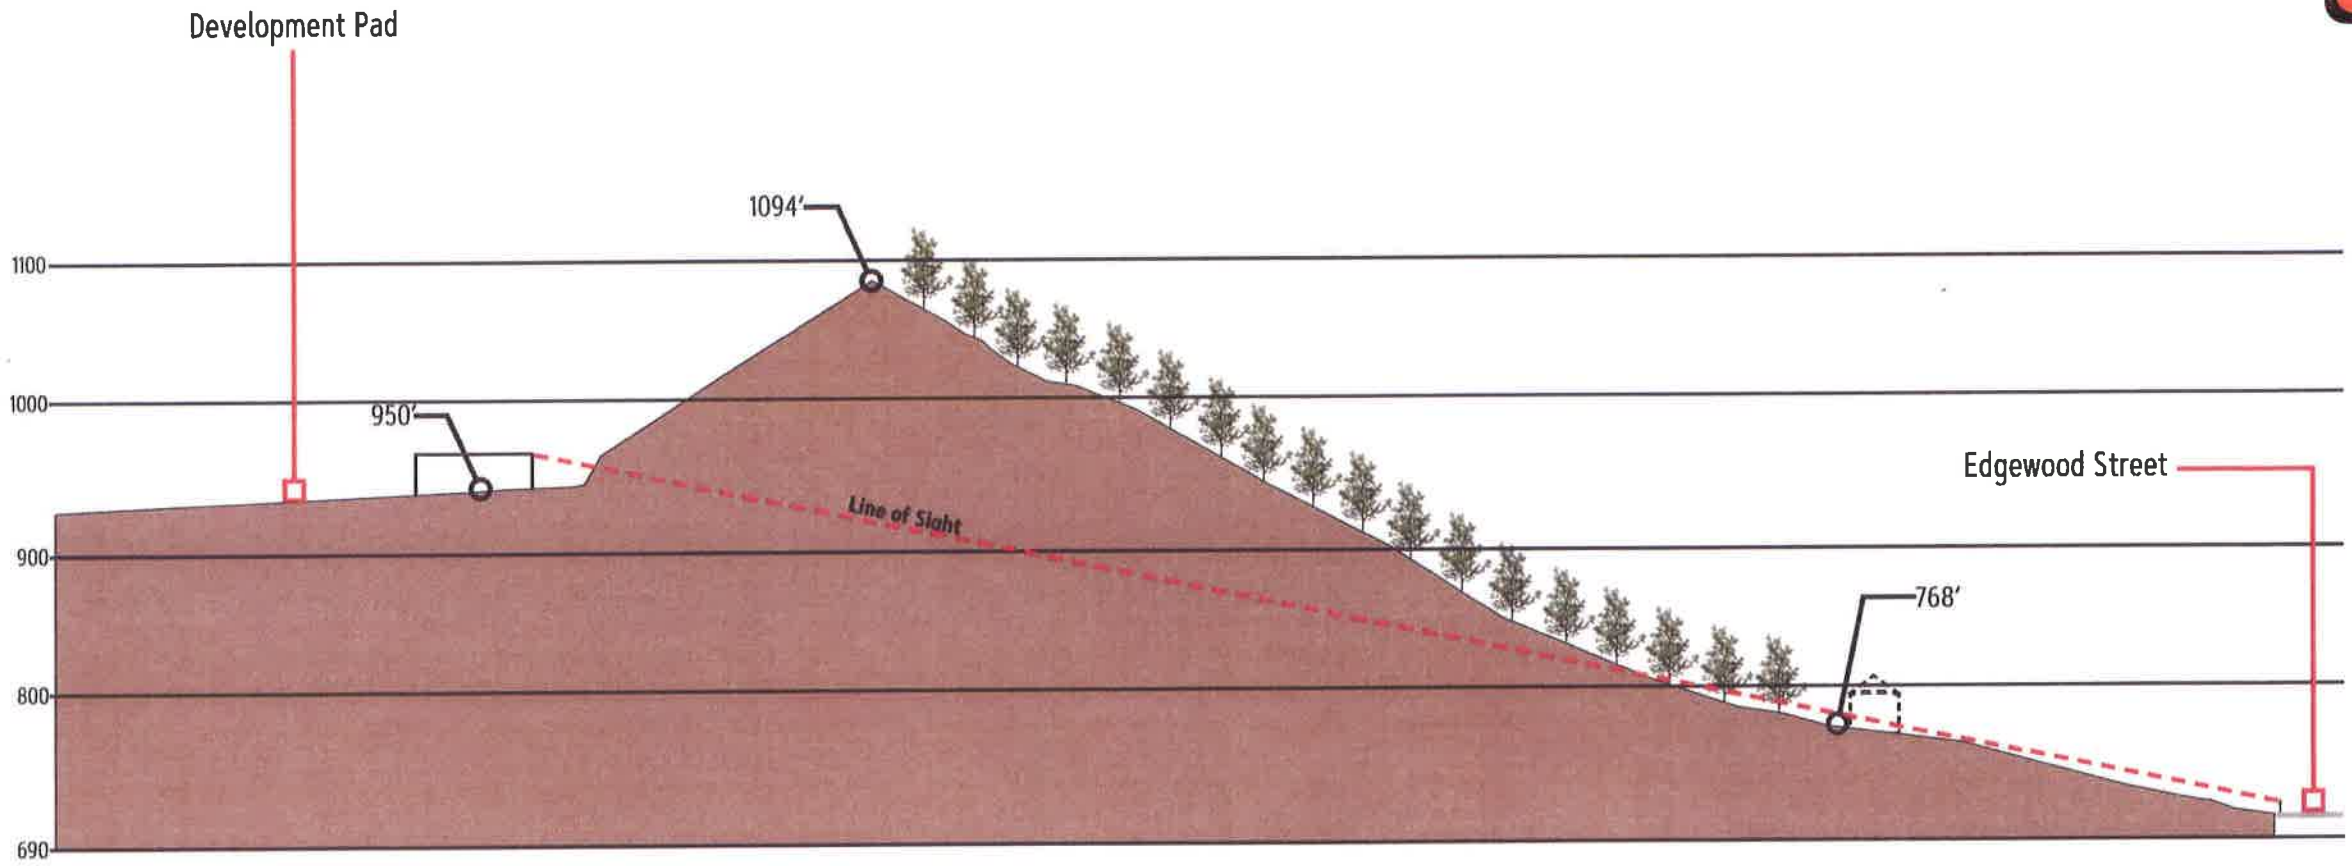 Development Pad
1094'
1100
1000
950'
Edgewood Street
Line of Sight
900
768'
800
690